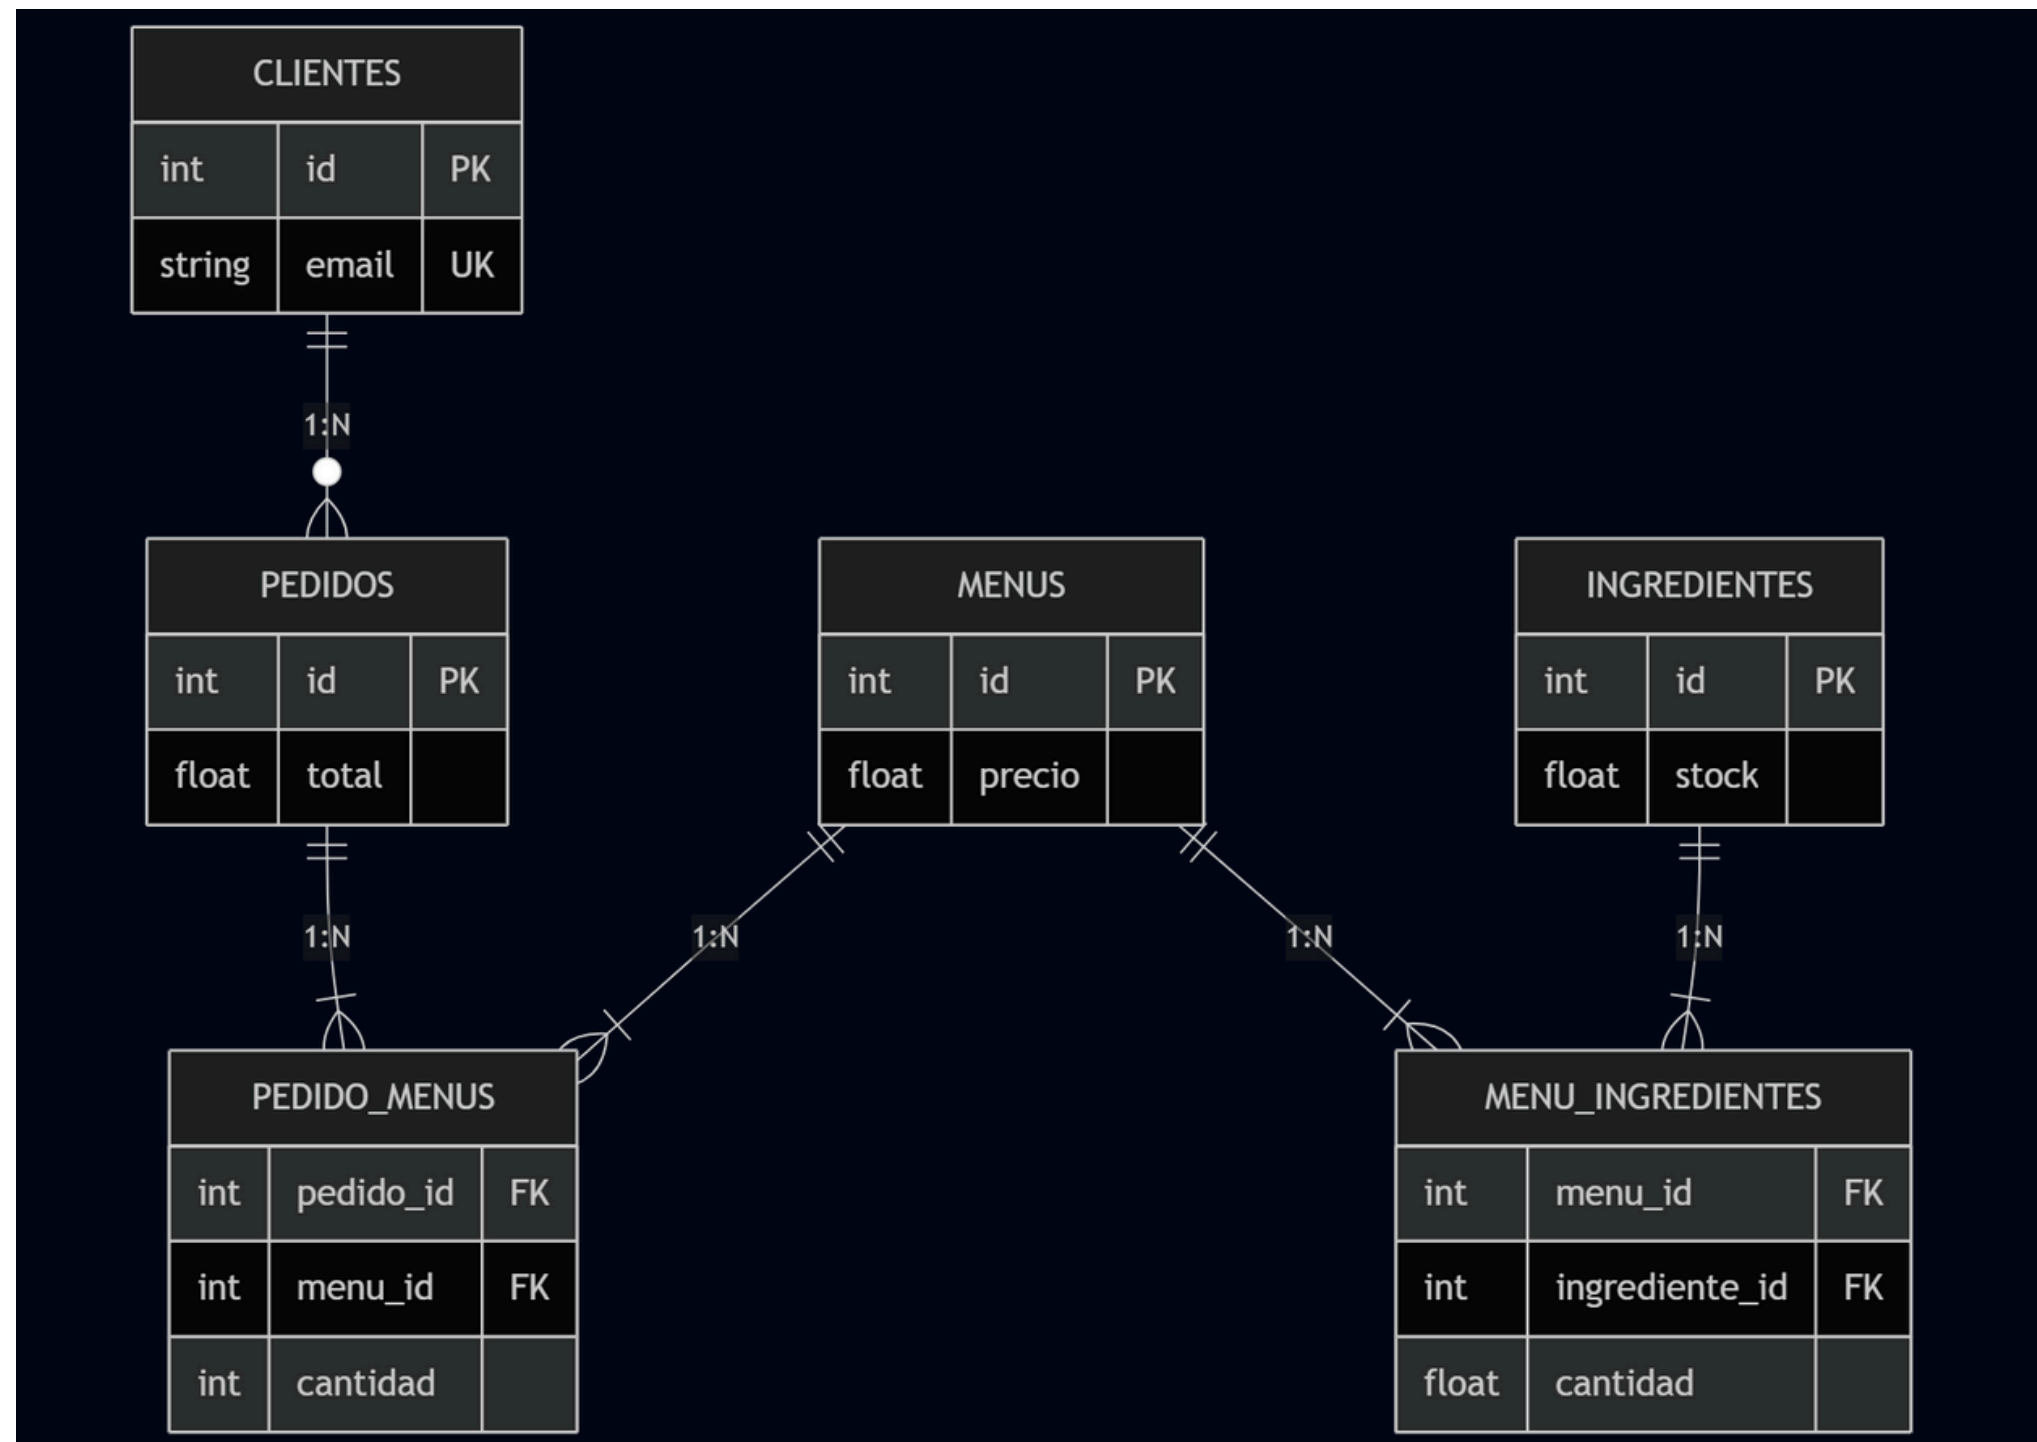 CLIENTES
int id PK
string email UK
1:N
PEDIDOS
int id PK
float total
MENUS
int id PK
float precio
INGREDIENTES
int id PK
float stock
1:N
1:N
1:N
1:N
PEDIDO_MENUS
int pedido_id FK
int menu_id FK
int cantidad
MENU_INGREDIENTES
int menu_id FK
int ingrediente_id FK
float cantidad